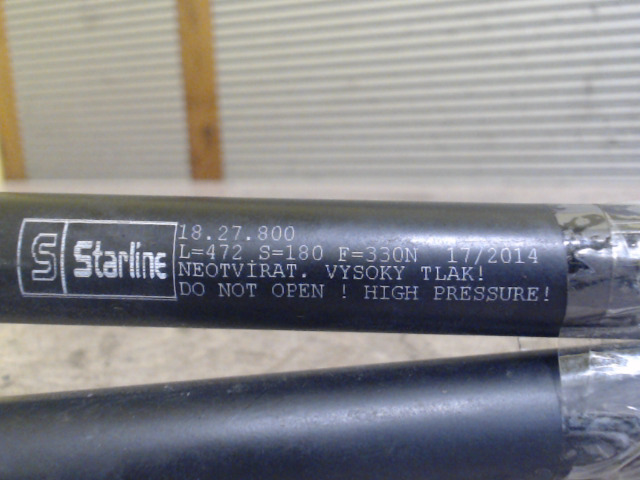 S Starline
18.27.800
L=472 S=180 F=330N 17/2014
NEOTVÍRAT. VYSOKY TLAK!
DO NOT OPEN ! HIGH PRESSURE!